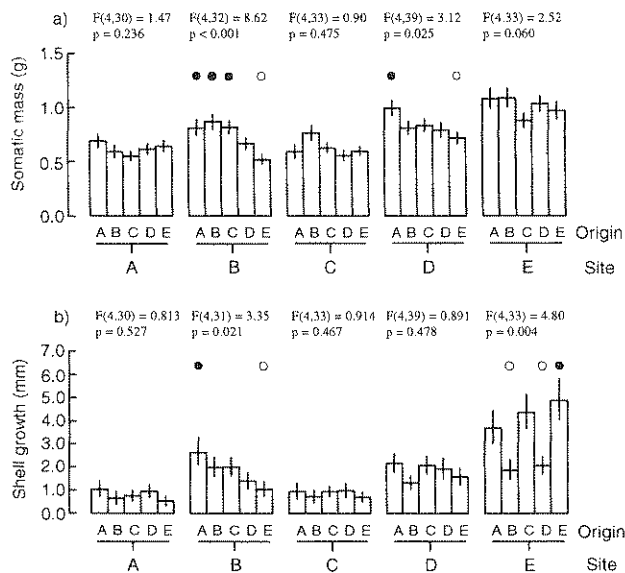 a) F(4,30) = 1.47 F(4,32) = 8.62 F(4,33) = 0.90 F(4,39) = 3.12 F(4.33) = 2.52
p = 0.236 p < 0.001 p = 0.475 p = 0.025 p = 0.060
Somatic mass (g)
1.5
1.0
0.5
0.0
A B C D E A B C D E A B C D E A B C D E A B C D E Origin
A B C D E Site
b) F(4,30) = 0.813 F(4,31) = 3.35 F(4,33) = 0.914 F(4,39) = 0.891 F(4,33) = 4.80
p = 0.527 p = 0.021 p = 0.467 p = 0.478 p = 0.004
Shell growth (mm)
7.0
6.0
5.0
4.0
3.0
2.0
1.0
0.0
A B C D E A B C D E A B C D E A B C D E A B C D E Origin
A B C D E Site